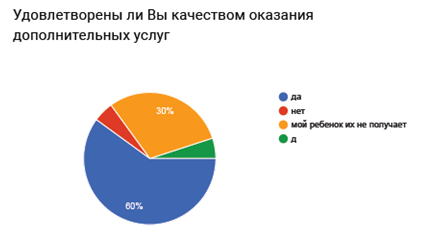 Удовлетворены ли Вы качеством оказания
дополнительных услуг
30%
60%
да
нет
мой ребенок их не получает
д